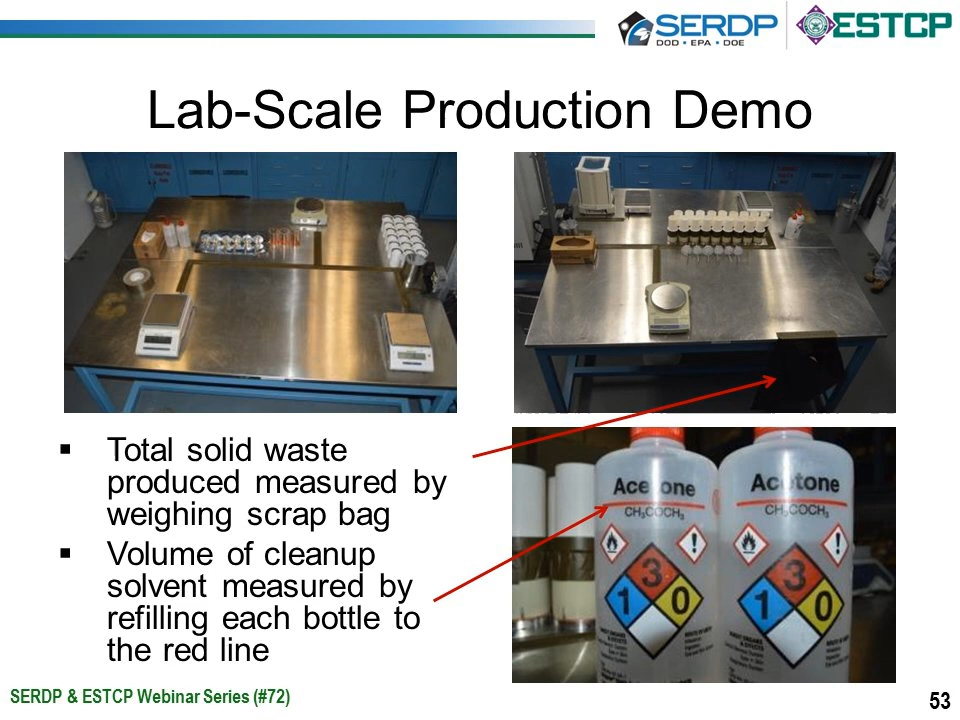 SERDP
DOD • EPA • DOE
ESTCP
Lab-Scale Production Demo
▪ Total solid waste
produced measured by
weighing scrap bag
▪ Volume of cleanup
solvent measured by
refilling each bottle to
the red line
Acetone
CH₃COCH₃
3
1
0
Acetone
CH₃COCH₃
3
1
0
SERDP & ESTCP Webinar Series (#72)
53